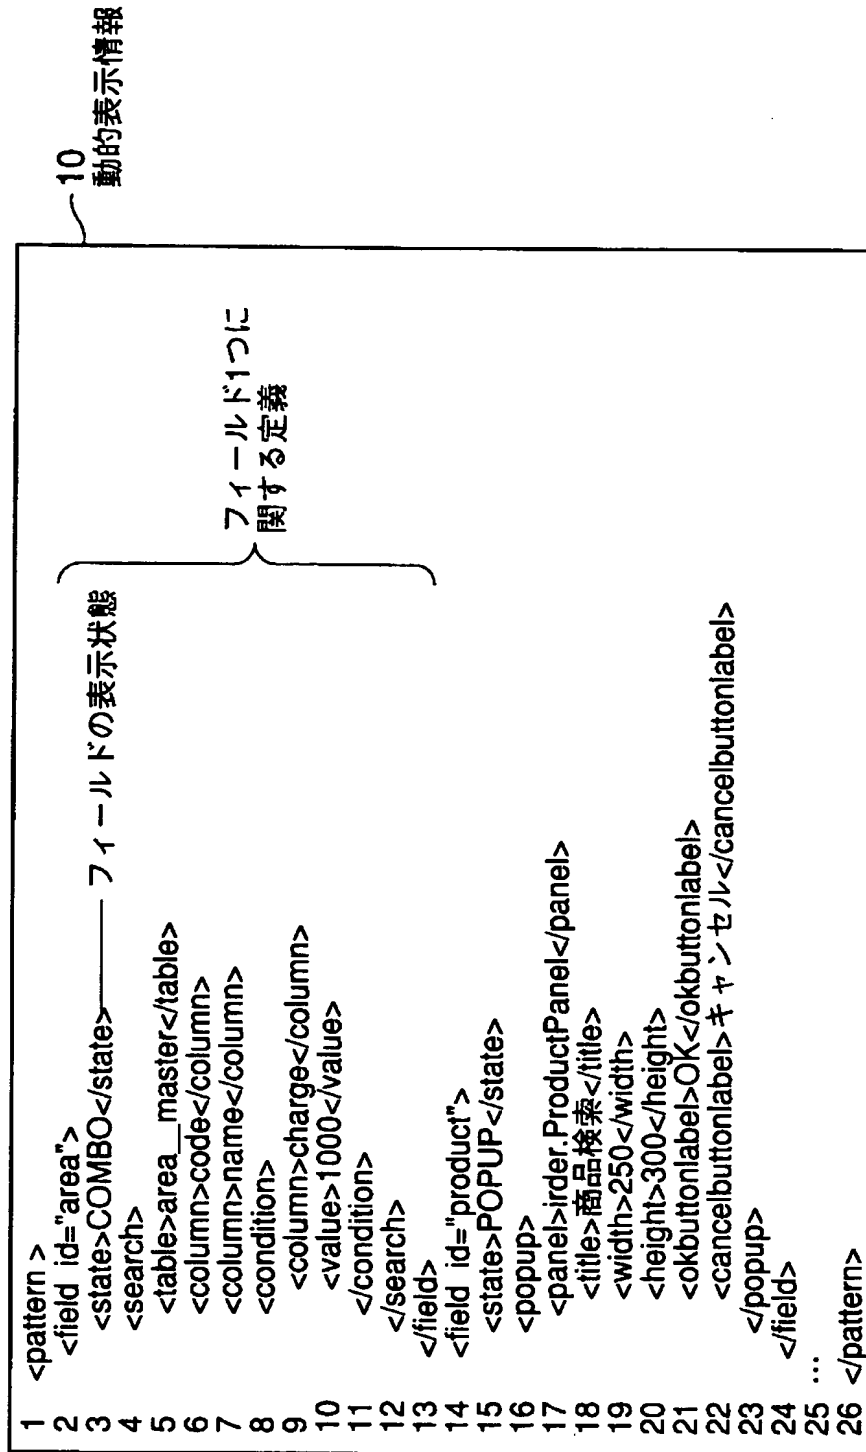 10
動的表示情報
1 <pattern >
2 <field id="area">
3 <state>COMBO</state> フィールドの表示状態
4 <search>
5 <table>area__master</table>
6 <column>code</column>
7 <column>name</column>
8 <condition>
9 <column>charge</column>
10 <value>1000</value>
11 </condition>
12 </search>
13 </field>
フィールド1つに
関する定義
14 <field id="product">
15 <state>POPUP</state>
16 <popup>
17 <panel>irder.ProductPanel</panel>
18 <title>商品検索</title>
19 <width>250</width>
20 <height>300</height>
21 <okbuttonlabel>OK</okbuttonlabel>
22 <cancelbuttonlabel>キャンセル</cancelbuttonlabel>
23 </popup>
24 </field>
25 …
26 </pattern>